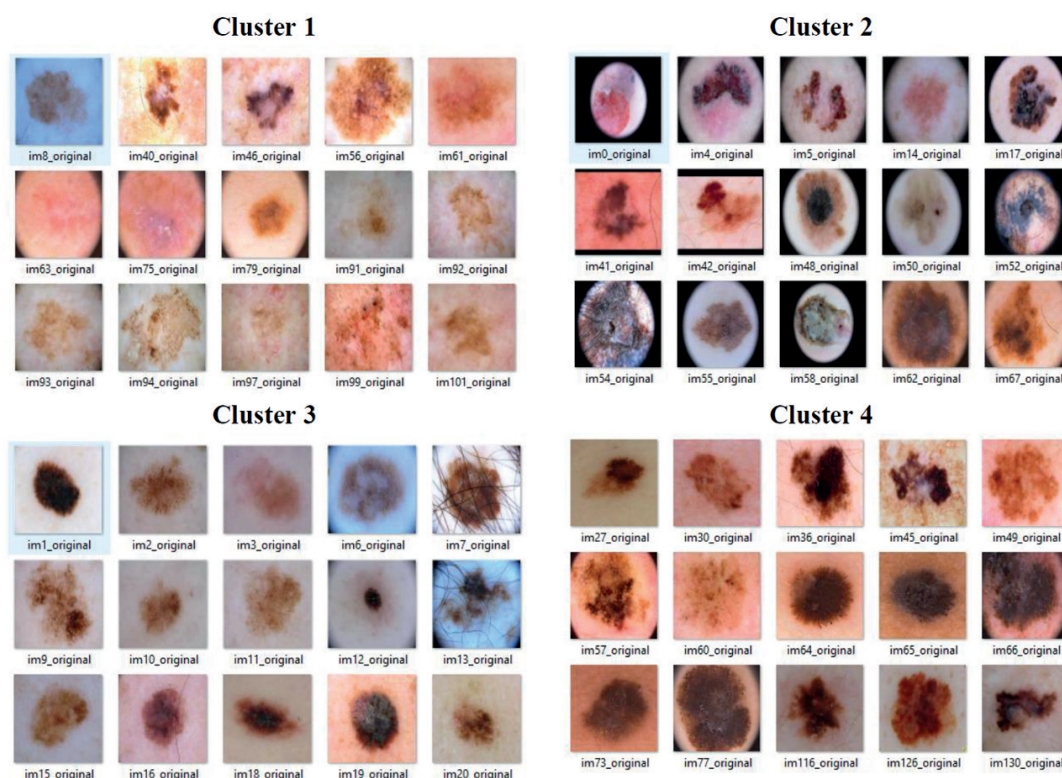 Cluster 1
im8_original im40_original im46_original im56_original im61_original
im63_original im75_original im79_original im91_original im92_original
im93_original im94_original im97_original im99_original im101_original
Cluster 2
im0_original im4_original im5_original im14_original im17_original
im41_original im42_original im48_original im50_original im52_original
im54_original im55_original im58_original im62_original im67_original
Cluster 3
im1_original im2_original im3_original im6_original im7_original
im9_original im10_original im11_original im12_original im13_original
im15_original im16_original im18_original im19_original im20_original
Cluster 4
im27_original im30_original im36_original im45_original im49_original
im57_original im60_original im64_original im65_original im66_original
im73_original im77_original im116_original im126_original im130_original